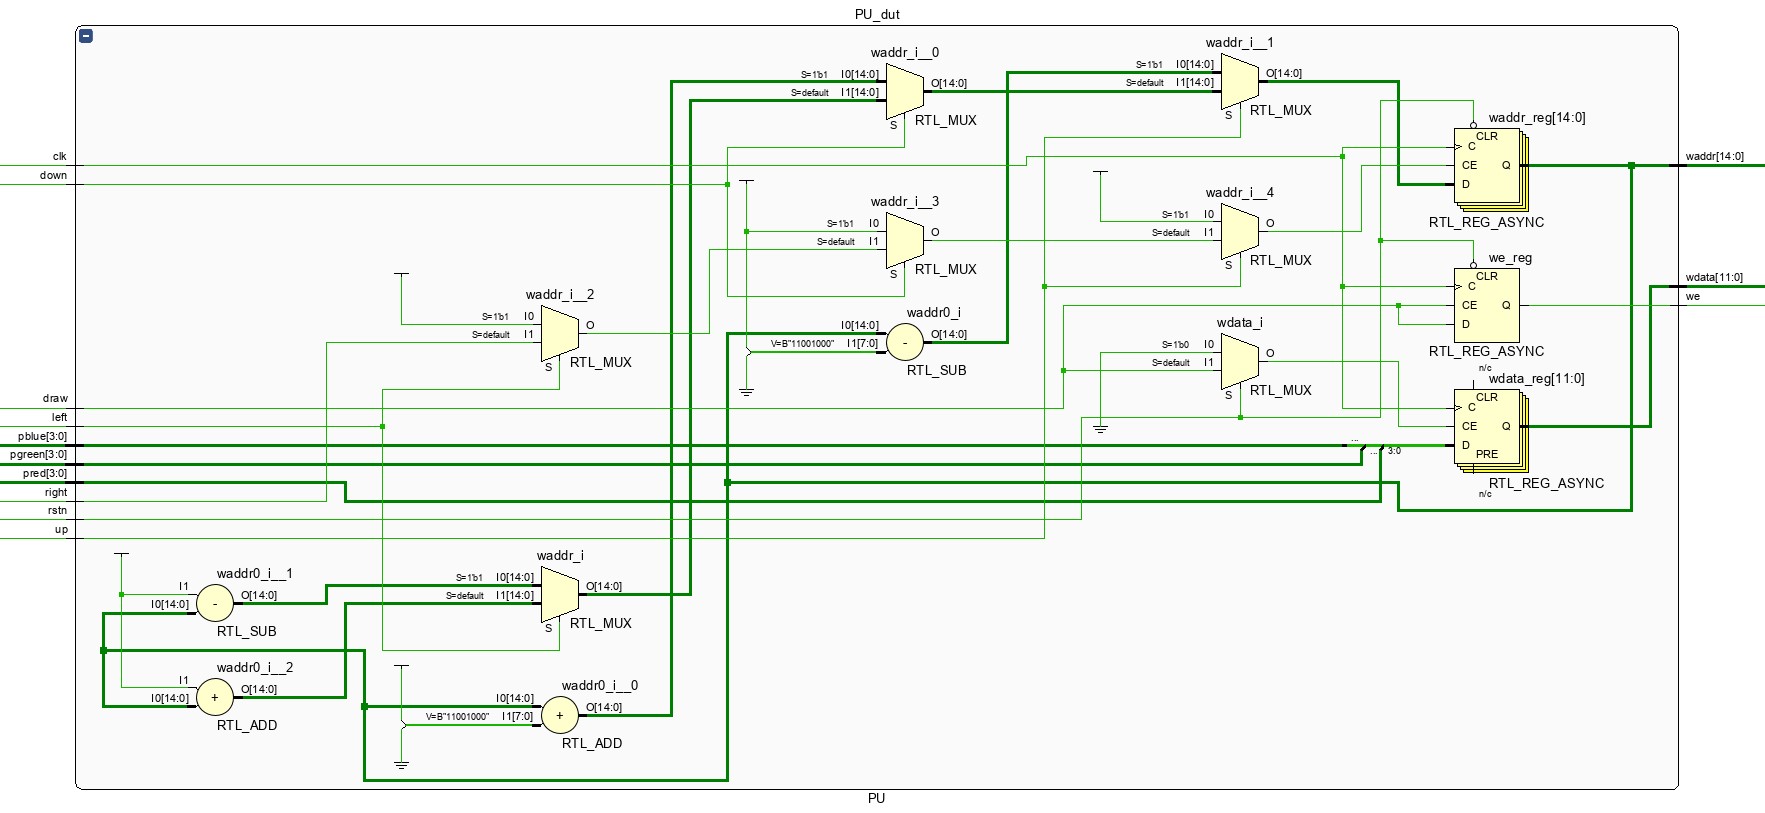 PU_dut
waddr_i__0
S=1'b1 I0[14:0]
S=default I1[14:0]
O[14:0]
S
RTL_MUX
waddr_i__1
S=1'b1 I0[14:0]
S=default I1[14:0]
O[14:0]
S
RTL_MUX
waddr_reg[14:0]
CLR
C
CE
D
Q
RTL_REG_ASYNC
clk
down
waddr[14:0]
waddr_i__3
S=1'b1 I0
S=default I1
O
S
RTL_MUX
waddr_i__4
S=1'b1 I0
S=default I1
O
S
RTL_MUX
we_reg
CLR
C
CE
D
Q
RTL_REG_ASYNC
wdata[11:0]
we
waddr_i__2
S=1'b1 I0
S=default I1
O
S
RTL_MUX
waddr0_i
I0[14:0]
V=B"11001000" I1[7:0]
-
O[14:0]
RTL_SUB
wdata_i
S=1'b0 I0
S=default I1
O
S
RTL_MUX
n/c
wdata_reg[11:0]
CLR
C
CE
D
Q
PRE
RTL_REG_ASYNC
n/c
...
... 3:0
draw
left
pblue[3:0]
pgreen[3:0]
pred[3:0]
right
rstn
up
waddr0_i__1
I1
I0[14:0]
-
O[14:0]
RTL_SUB
waddr_i
S=1'b1 I0[14:0]
S=default I1[14:0]
O[14:0]
S
RTL_MUX
waddr0_i__2
I1
I0[14:0]
+
O[14:0]
RTL_ADD
waddr0_i__0
I0[14:0]
V=B"11001000" I1[7:0]
+
O[14:0]
RTL_ADD
PU